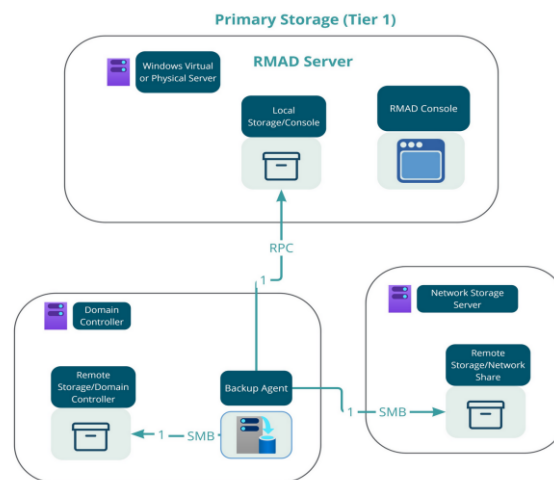 Primary Storage (Tier 1)
Windows Virtual
or Physical Server
RMAD Server
Local
Storage/Console
RMAD Console
RPC
1
Domain
Controller
Network Storage
Server
Remote
Storage/Domain
Controller
Backup Agent
Remote
Storage/Network
Share
1
SMB
1
SMB